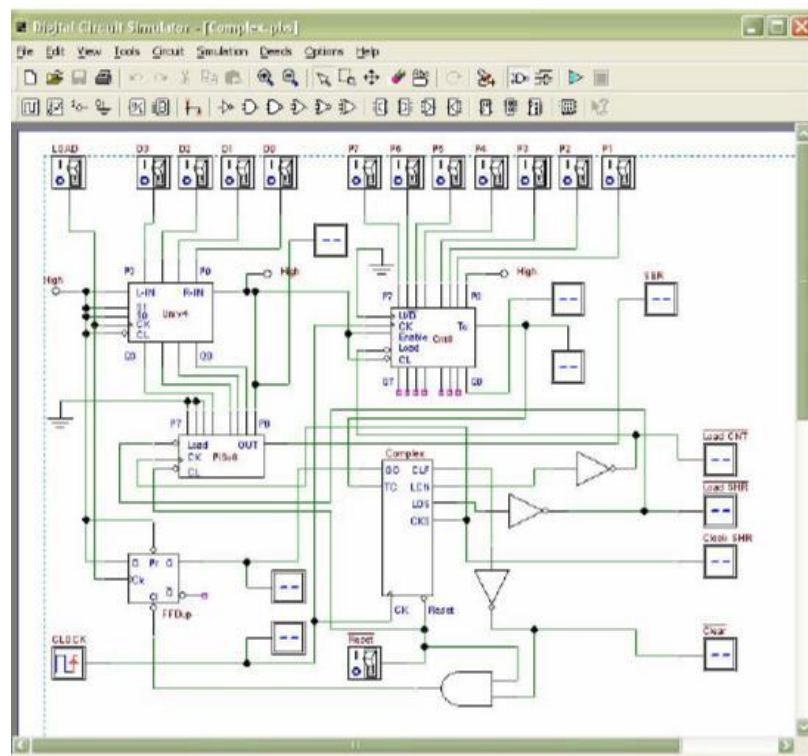 Digital Circuit Simulator - [Complex.pbs]
File Edit View Tools Circuit Simulation Deeds Options Help
LOAD D3 D2 D1 D0 P7 P6 P5 P4 P3 P2 P1
High P3 P0 High High SER
L-IN R-IN P7 P0
S1 Univ4 U/D
S0 CK Cnt8 Tc
CK Enable
CL Load
Q3 Q0 CL
Q7 Q0
P7 P0
Load OUT
CK PiSo8
CL
Complex Load CNT
GO CLF
TC LCN
LDS Load SHR
CKS
Clock SHR
D Pr Q
Ck
Cl Q
FFDup
CK Reset
CLOCK Reset Clear